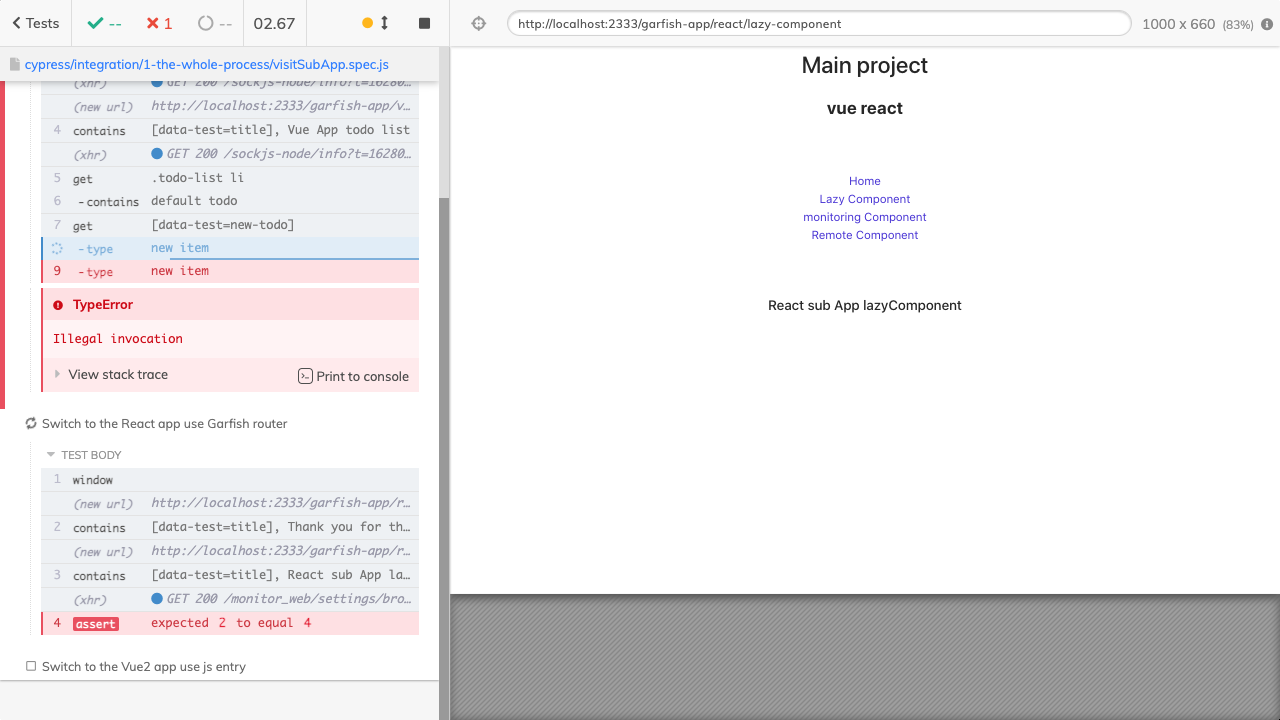 Tests
--
1
--
02.67
http://localhost:2333/garfish-app/react/lazy-component
1000 x 660 (83%)
cypress/integration/1-the-whole-process/visitSubApp.spec.js
(xhr) GET 200 /sockjs-node/info?t=16280…
(new url) http://localhost:2333/garfish-app/v…
4 contains [data-test=title], Vue App todo list
(xhr) GET 200 /sockjs-node/info?t=16280…
5 get .todo-list li
6 - contains default todo
7 get [data-test=new-todo]
- type new item
9 - type new item
TypeError
Illegal invocation
View stack trace
Print to console
Switch to the React app use Garfish router
TEST BODY
1 window
(new url) http://localhost:2333/garfish-app/r…
2 contains [data-test=title], Thank you for th…
(new url) http://localhost:2333/garfish-app/r…
3 contains [data-test=title], React sub App la…
(xhr) GET 200 /monitor_web/settings/bro…
4 assert expected 2 to equal 4
Switch to the Vue2 app use js entry
Main project
vue react
Home
Lazy Component
monitoring Component
Remote Component
React sub App lazyComponent